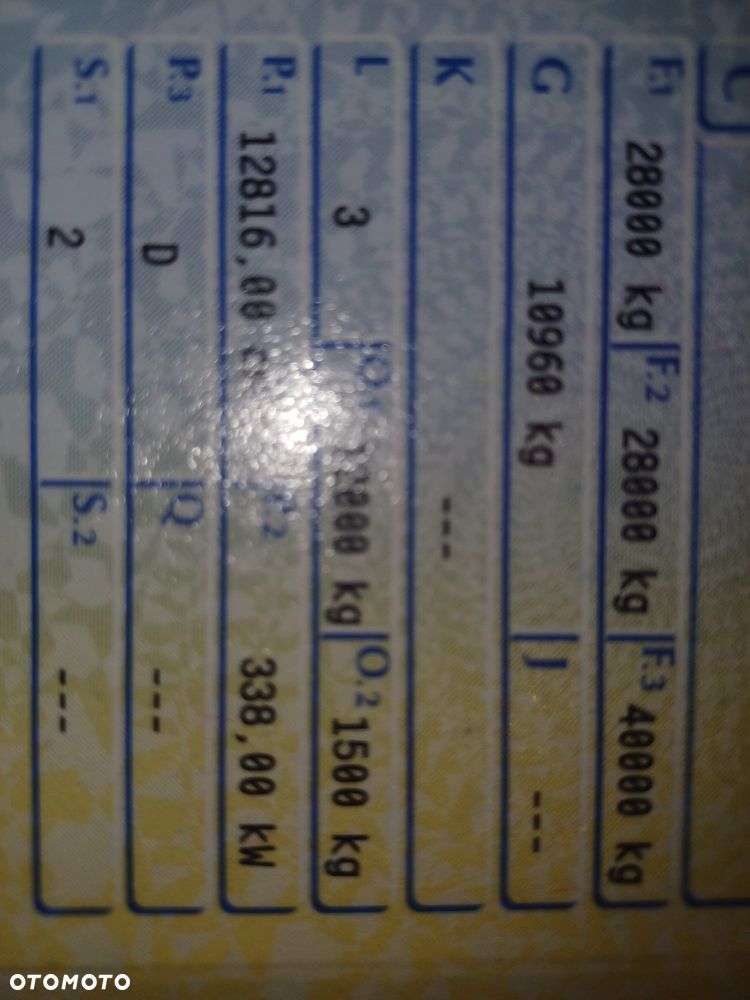 F.1 28000 kg F.2 28000 kg F.3 40000 kg
G 10960 kg J ---
K ---
L 3 kg O.2 1500 kg
P.1 12816,00 338,00 kW
P.3 D Q ---
S.1 2 S.2 ---
OTOMOTO